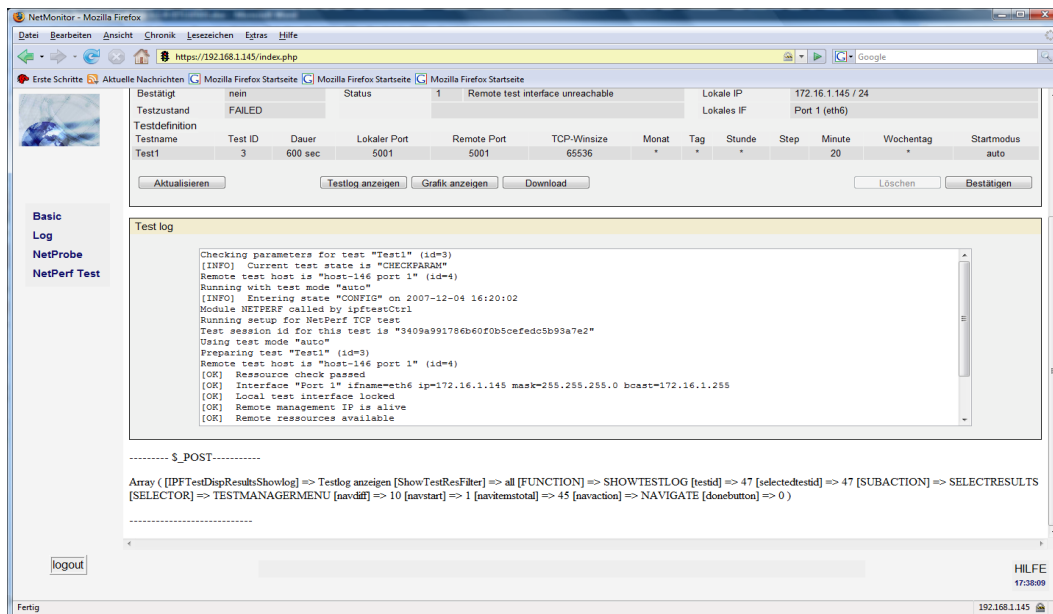 NetMonitor - Mozilla Firefox
Datei Bearbeiten Ansicht Chronik Lesezeichen Extras Hilfe
https://192.168.1.145/index.php
G Google
Erste Schritte Aktuelle Nachrichten G Mozilla Firefox Startseite G Mozilla Firefox Startseite G Mozilla Firefox Startseite
Bestätigt nein Status 1 Remote test interface unreachable Lokale IP 172.16.1.145 / 24
Testzustand FAILED Lokales IF Port 1 (eth6)
Testdefinition
Testname Test ID Dauer Lokaler Port Remote Port TCP-Winsize Monat Tag Stunde Step Minute Wochentag Startmodus
Test1 3 600 sec 5001 5001 65536 * * * 20 * auto
Aktualisieren Testlog anzeigen Grafik anzeigen Download Löschen Bestätigen
Basic
Log
NetProbe
NetPerf Test
Test log
Checking parameters for test "Test1" (id=3)
[INFO] Current test state is "CHECKPARAM"
Remote test host is "host-146 port 1" (id=4)
Running with test mode "auto"
[INFO] Entering state "CONFIG" on 2007-12-04 16:20:02
Module NETPERF called by ipftestCtrl
Running setup for NetPerf TCP test
Test session id for this test is "3409a991786b60f0b5cefedc5b93a7e2"
Using test mode "auto"
Preparing test "Test1" (id=3)
Remote test host is "host-146 port 1" (id=4)
[OK] Ressource check passed
[OK] Interface "Port 1" ifname=eth6 ip=172.16.1.145 mask=255.255.255.0 bcast=172.16.1.255
[OK] Local test interface locked
[OK] Remote management IP is alive
[OK] Remote ressources available
--------- $_POST-----------
Array ( [IPFTestDispResultsShowlog] => Testlog anzeigen [ShowTestResFilter] => all [FUNCTION] => SHOWTESTLOG [testid] => 47 [selectedtestid] => 47 [SUBACTION] => SELECTRESULTS
[SELECTOR] => TESTMANAGERMENU [navdiff] => 10 [navstart] => 1 [navitemstotal] => 45 [navaction] => NAVIGATE [donebutton] => 0 )
---------------------------
logout
HILFE
17:38:09
Fertig 192.168.1.145